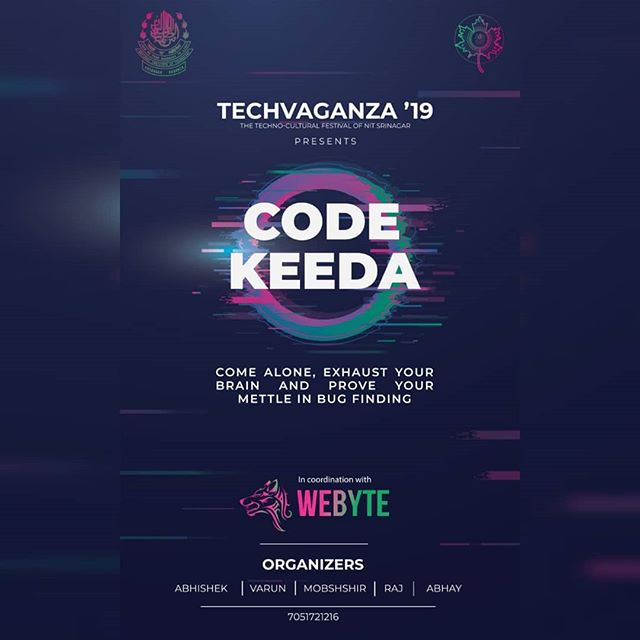 TECHVAGANZA ’19
THE TECHNO-CULTURAL FESTIVAL OF NIT SRINAGAR
PRESENTS
CODE
KEEDA
COME ALONE, EXHAUST YOUR
BRAIN AND PROVE YOUR
METTLE IN BUG FINDING
In coordination with
WEBYTE
ORGANIZERS
ABHISHEK | VARUN | MOBSHSHIR | RAJ | ABHAY
7051721216